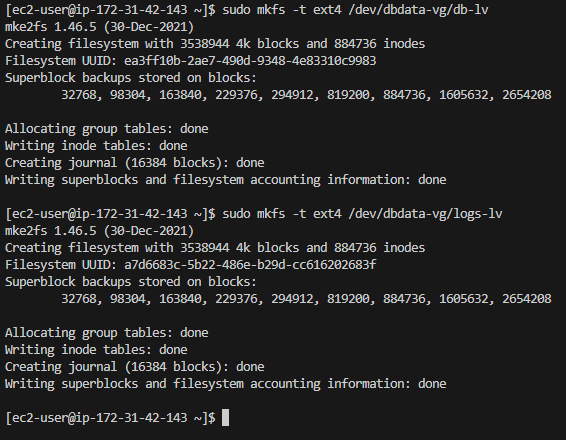 [ec2-user@ip-172-31-42-143 ~]$ sudo mkfs -t ext4 /dev/dbdata-vg/db-lv
mke2fs 1.46.5 (30-Dec-2021)
Creating filesystem with 3538944 4k blocks and 884736 inodes
Filesystem UUID: ea3ff10b-2ae7-490d-9348-4e83310c9983
Superblock backups stored on blocks:
        32768, 98304, 163840, 229376, 294912, 819200, 884736, 1605632, 2654208

Allocating group tables: done
Writing inode tables: done
Creating journal (16384 blocks): done
Writing superblocks and filesystem accounting information: done

[ec2-user@ip-172-31-42-143 ~]$ sudo mkfs -t ext4 /dev/dbdata-vg/logs-lv
mke2fs 1.46.5 (30-Dec-2021)
Creating filesystem with 3538944 4k blocks and 884736 inodes
Filesystem UUID: a7d6683c-5b22-486e-b29d-cc616202683f
Superblock backups stored on blocks:
        32768, 98304, 163840, 229376, 294912, 819200, 884736, 1605632, 2654208

Allocating group tables: done
Writing inode tables: done
Creating journal (16384 blocks): done
Writing superblocks and filesystem accounting information: done

[ec2-user@ip-172-31-42-143 ~]$